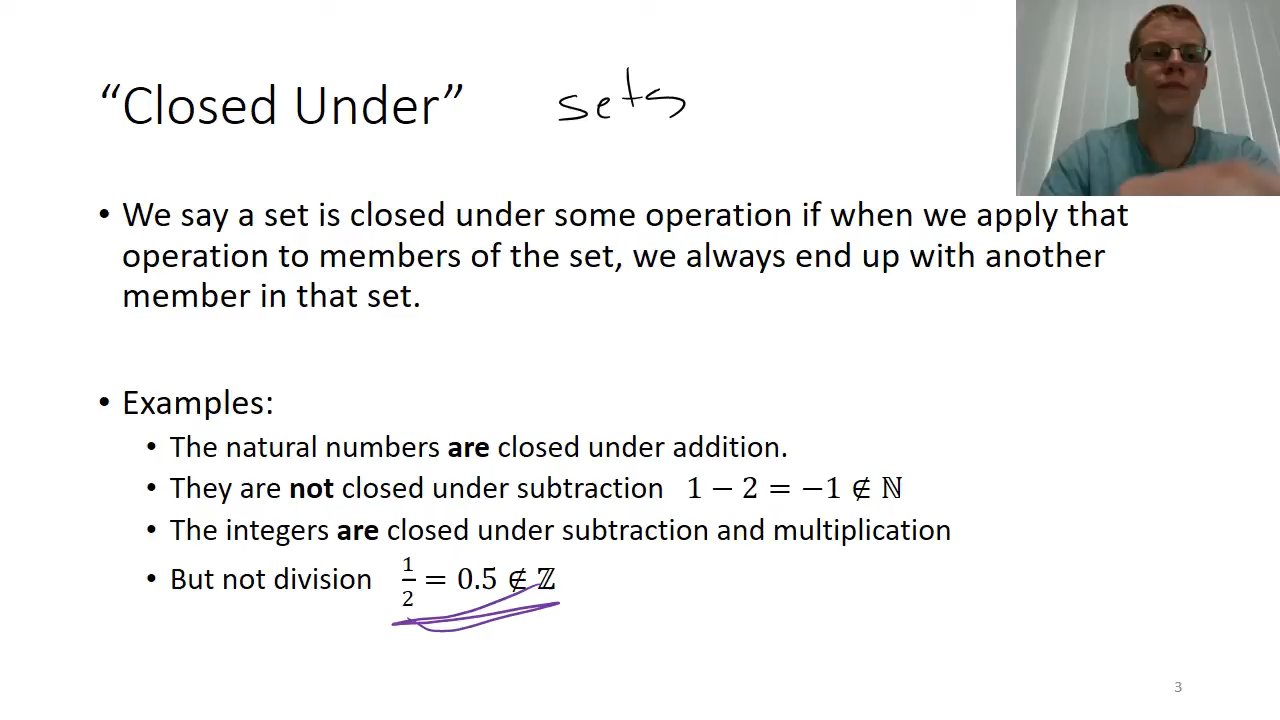 “Closed Under” sets
• We say a set is closed under some operation if when we apply that
operation to members of the set, we always end up with another
member in that set.
• Examples:
• The natural numbers are closed under addition.
• They are not closed under subtraction 1 − 2 = −1 ∉ ℕ
• The integers are closed under subtraction and multiplication
• But not division 1/2 = 0.5 ∉ ℤ
3